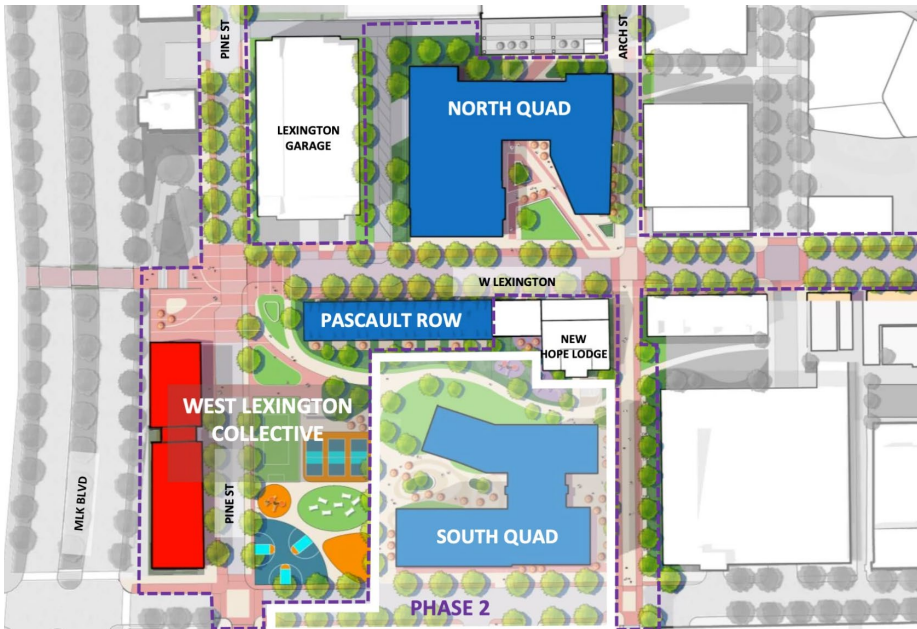 PINE ST
ARCH ST
NORTH QUAD
LEXINGTON
GARAGE
W LEXINGTON
PASCAULT ROW
NEW
HOPE LODGE
WEST LEXINGTON
COLLECTIVE
MLK BLVD
PINE ST
SOUTH QUAD
PHASE 2